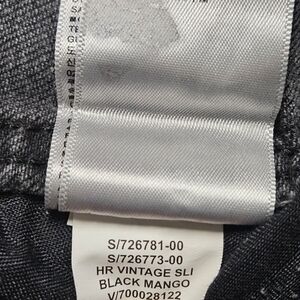 S/726781-00
S/726773-00
HR VINTAGE SLI
BLACK MANGO
V/700028122